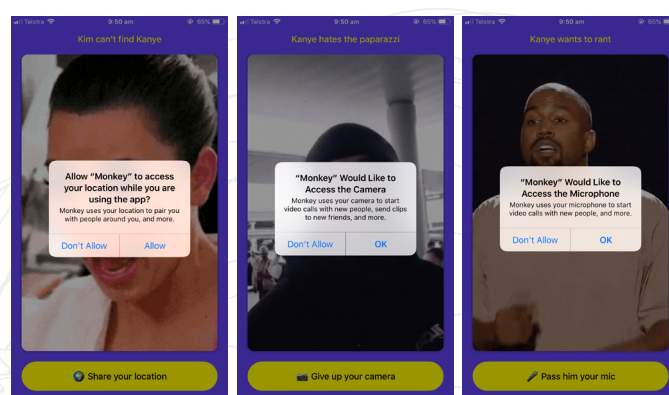 Telstra 9:50 am 65%
Kim can't find Kanye
Allow “Monkey” to access
your location while you are
using the app?
Monkey uses your location to pair you
with people around you, and more.
Don't Allow Allow
🌍 Share your location
Telstra 9:50 am 65%
Kanye hates the paparazzi
“Monkey” Would Like to
Access the Camera
Monkey uses your camera to start
video calls with new people, send clips
to new friends, and more.
Don't Allow OK
📷 Give up your camera
Telstra 9:50 am 65%
Kanye wants to rant
“Monkey” Would Like to
Access the Microphone
Monkey uses your microphone to start
video calls with new people, and more.
Don't Allow OK
🎤 Pass him your mic